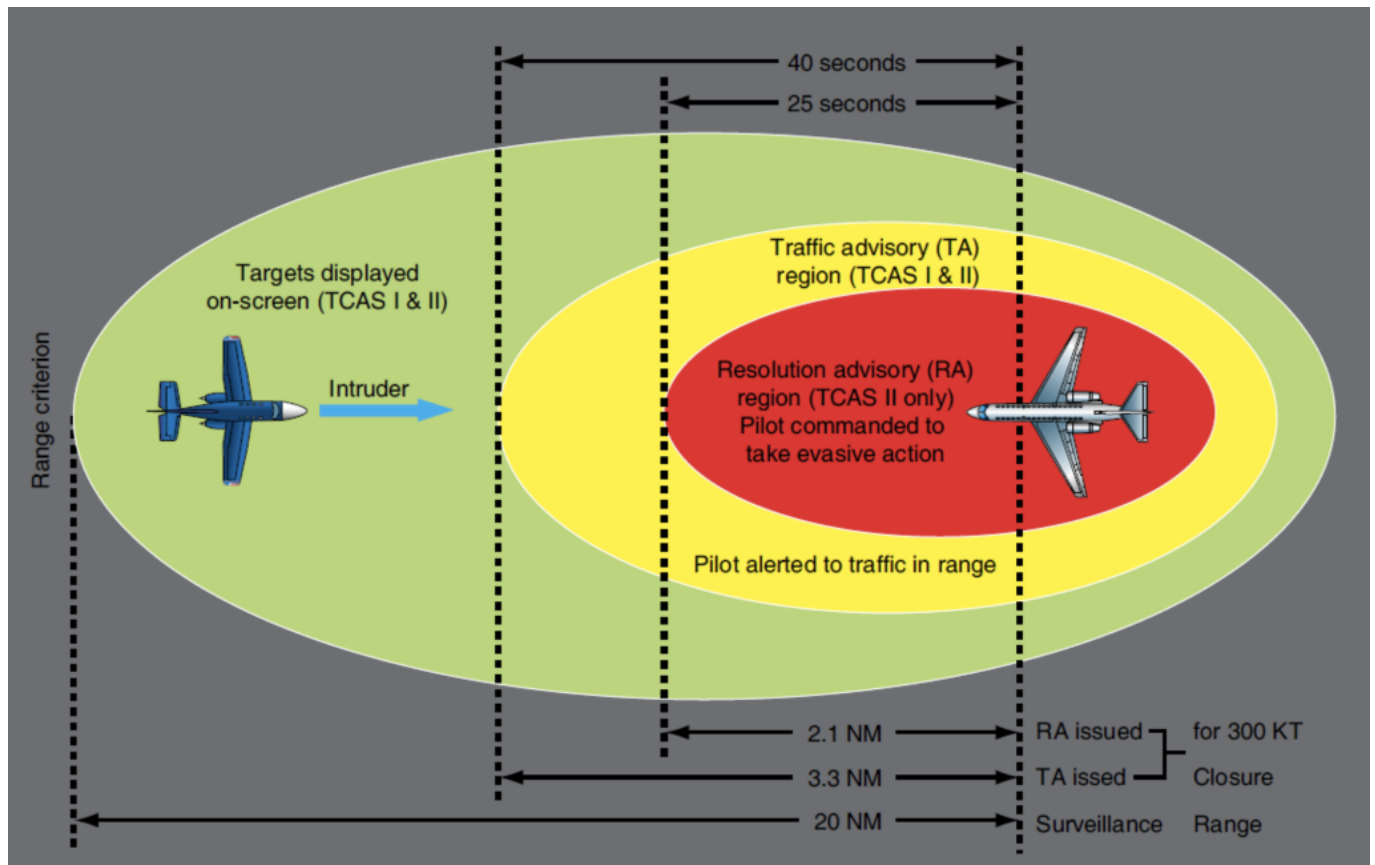 40 seconds
25 seconds
Traffic advisory (TA)
region (TCAS I & II)
Targets displayed
on-screen (TCAS I & II)
Range criterion
Intruder
Resolution advisory (RA)
region (TCAS II only)
Pilot commanded to
take evasive action
Pilot alerted to traffic in range
2.1 NM RA issued for 300 KT
3.3 NM TA issed Closure
20 NM Surveillance Range